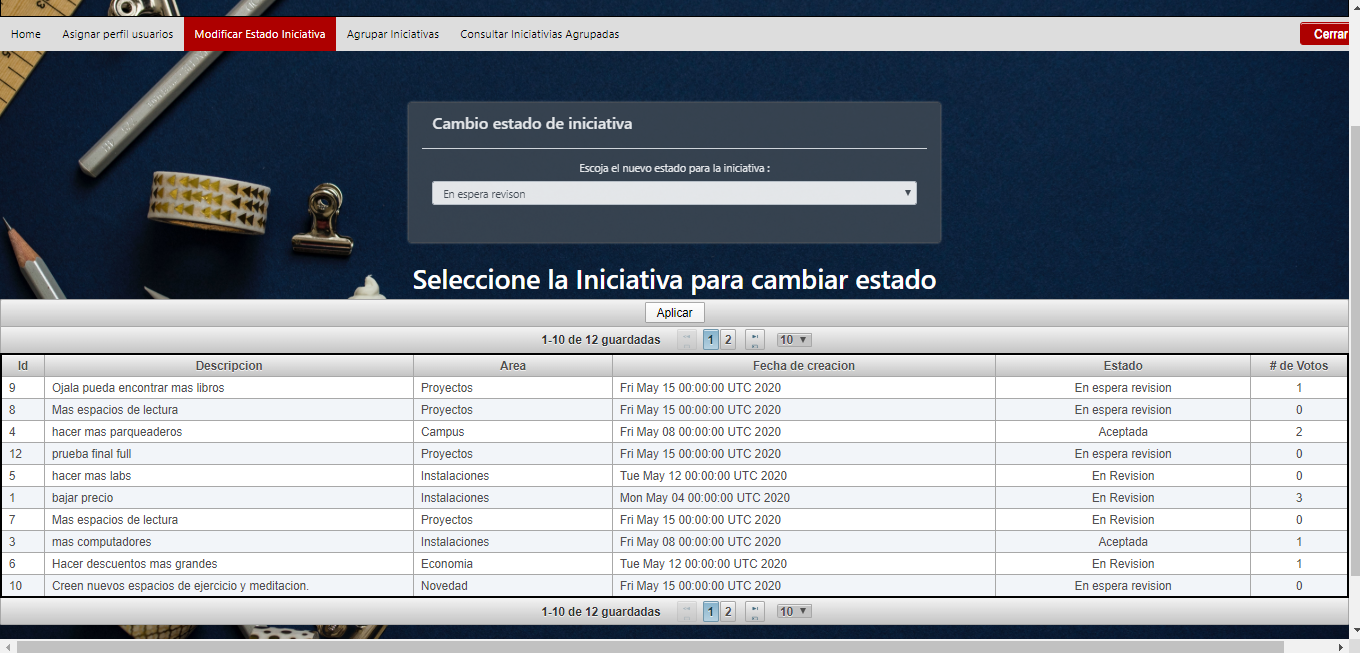 Home Asignar perfil usuarios Modificar Estado Iniciativa Agrupar Iniciativas Consultar Iniciativias Agrupadas Cerrar
Cambio estado de iniciativa
Escoja el nuevo estado para la iniciativa :
En espera revison
Seleccione la Iniciativa para cambiar estado
Aplicar
1-10 de 12 guardadas 1 2 10
Id Descripcion Area Fecha de creacion Estado # de Votos
9 Ojala pueda encontrar mas libros Proyectos Fri May 15 00:00:00 UTC 2020 En espera revision 1
8 Mas espacios de lectura Proyectos Fri May 15 00:00:00 UTC 2020 En espera revision 0
4 hacer mas parqueaderos Campus Fri May 08 00:00:00 UTC 2020 Aceptada 2
12 prueba final full Proyectos Fri May 15 00:00:00 UTC 2020 En espera revision 0
5 hacer mas labs Instalaciones Tue May 12 00:00:00 UTC 2020 En Revision 0
1 bajar precio Instalaciones Mon May 04 00:00:00 UTC 2020 En Revision 3
7 Mas espacios de lectura Proyectos Fri May 15 00:00:00 UTC 2020 En Revision 0
3 mas computadores Instalaciones Fri May 08 00:00:00 UTC 2020 Aceptada 1
6 Hacer descuentos mas grandes Economia Tue May 12 00:00:00 UTC 2020 En Revision 1
10 Creen nuevos espacios de ejercicio y meditacion. Novedad Fri May 15 00:00:00 UTC 2020 En espera revision 0
1-10 de 12 guardadas 1 2 10